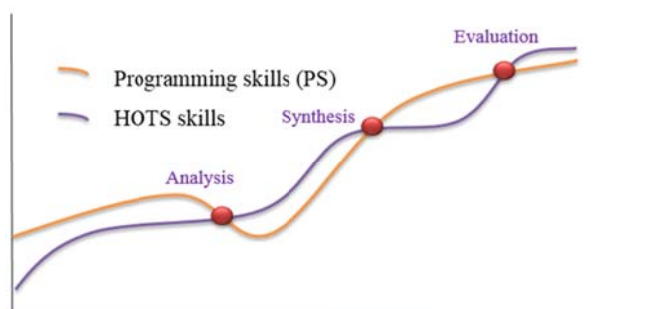 Evaluation
Programming skills (PS)
HOTS skills
Synthesis
Analysis